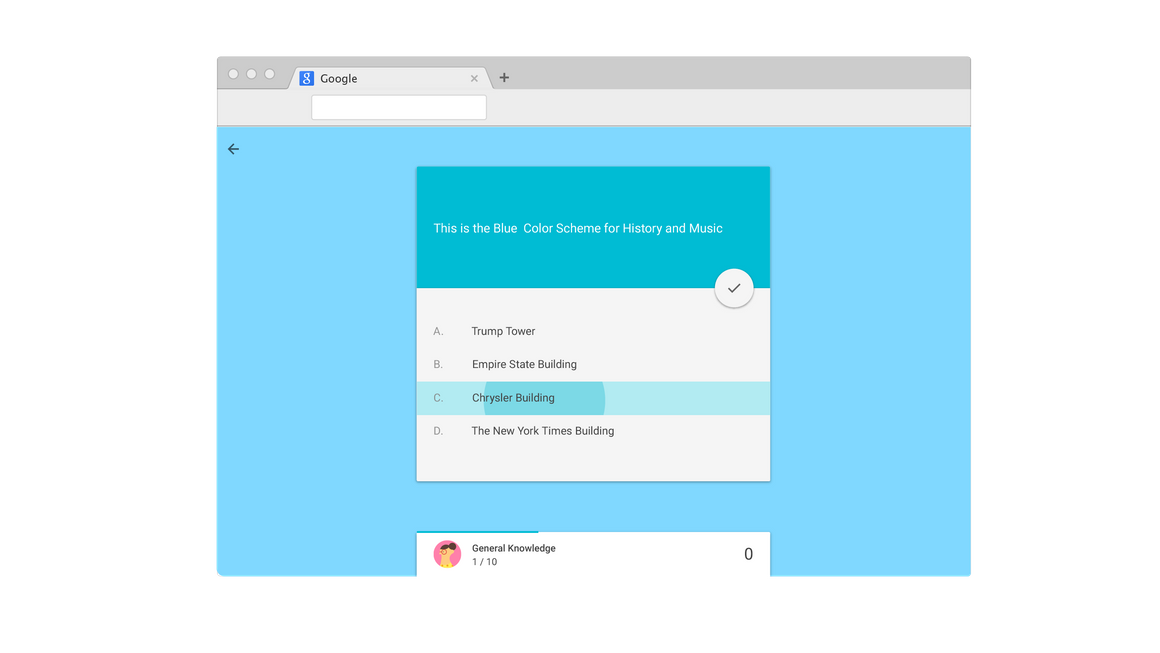 Google
This is the Blue  Color Scheme for History and Music
A. Trump Tower
B. Empire State Building
C. Chrysler Building
D. The New York Times Building
General Knowledge
1 / 10
0